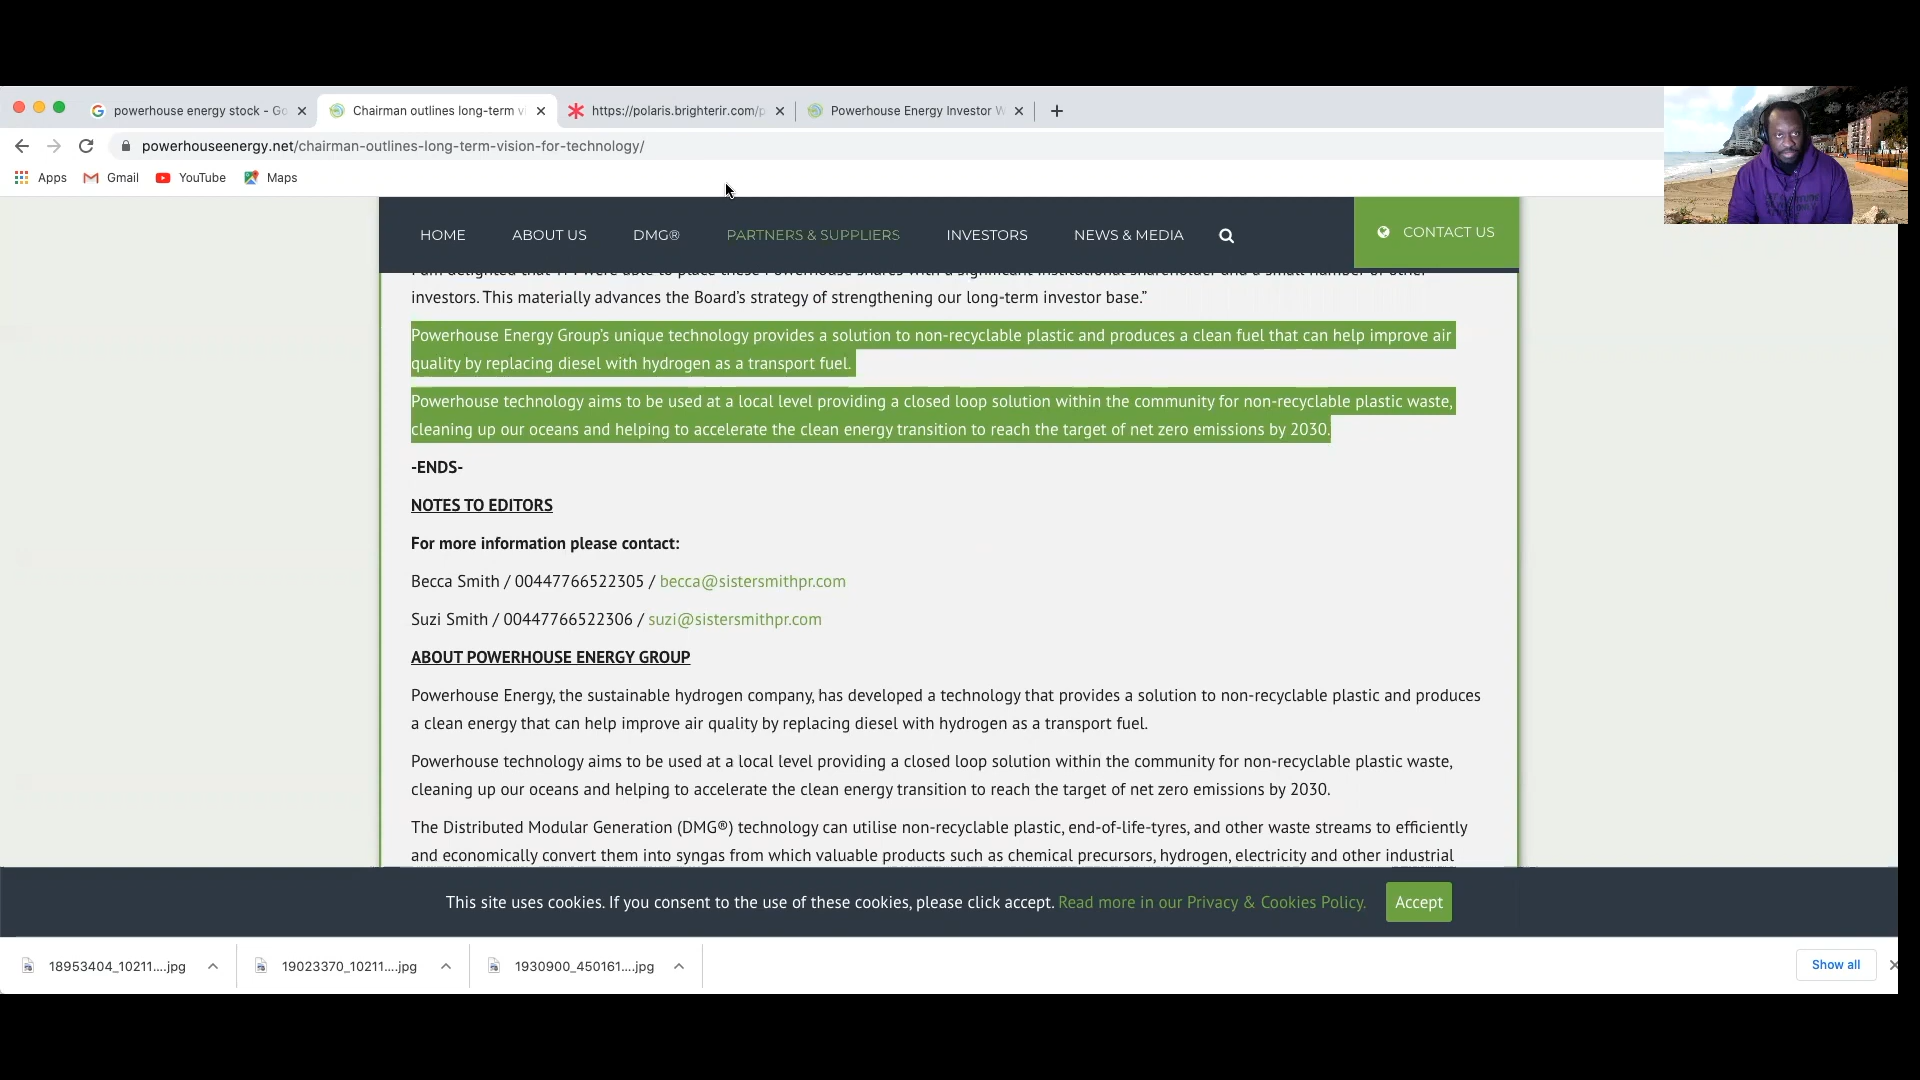 powerhouse energy stock - Go
Chairman outlines long-term vi
https://polaris.brighterir.com/p
Powerhouse Energy Investor W
powerhouseenergy.net/chairman-outlines-long-term-vision-for-technology/
Apps Gmail YouTube Maps
HOME ABOUT US DMG® PARTNERS & SUPPLIERS INVESTORS NEWS & MEDIA CONTACT US
investors. This materially advances the Board's strategy of strengthening our long-term investor base.”
Powerhouse Energy Group's unique technology provides a solution to non-recyclable plastic and produces a clean fuel that can help improve air
quality by replacing diesel with hydrogen as a transport fuel.
Powerhouse technology aims to be used at a local level providing a closed loop solution within the community for non-recyclable plastic waste,
cleaning up our oceans and helping to accelerate the clean energy transition to reach the target of net zero emissions by 2030.
-ENDS-
NOTES TO EDITORS
For more information please contact:
Becca Smith / 00447766522305 / becca@sistersmithpr.com
Suzi Smith / 00447766522306 / suzi@sistersmithpr.com
ABOUT POWERHOUSE ENERGY GROUP
Powerhouse Energy, the sustainable hydrogen company, has developed a technology that provides a solution to non-recyclable plastic and produces
a clean energy that can help improve air quality by replacing diesel with hydrogen as a transport fuel.
Powerhouse technology aims to be used at a local level providing a closed loop solution within the community for non-recyclable plastic waste,
cleaning up our oceans and helping to accelerate the clean energy transition to reach the target of net zero emissions by 2030.
The Distributed Modular Generation (DMG®) technology can utilise non-recyclable plastic, end-of-life-tyres, and other waste streams to efficiently
and economically convert them into syngas from which valuable products such as chemical precursors, hydrogen, electricity and other industrial
This site uses cookies. If you consent to the use of these cookies, please click accept. Read more in our Privacy & Cookies Policy. Accept
18953404_10211....jpg 19023370_10211....jpg 1930900_450161....jpg Show all